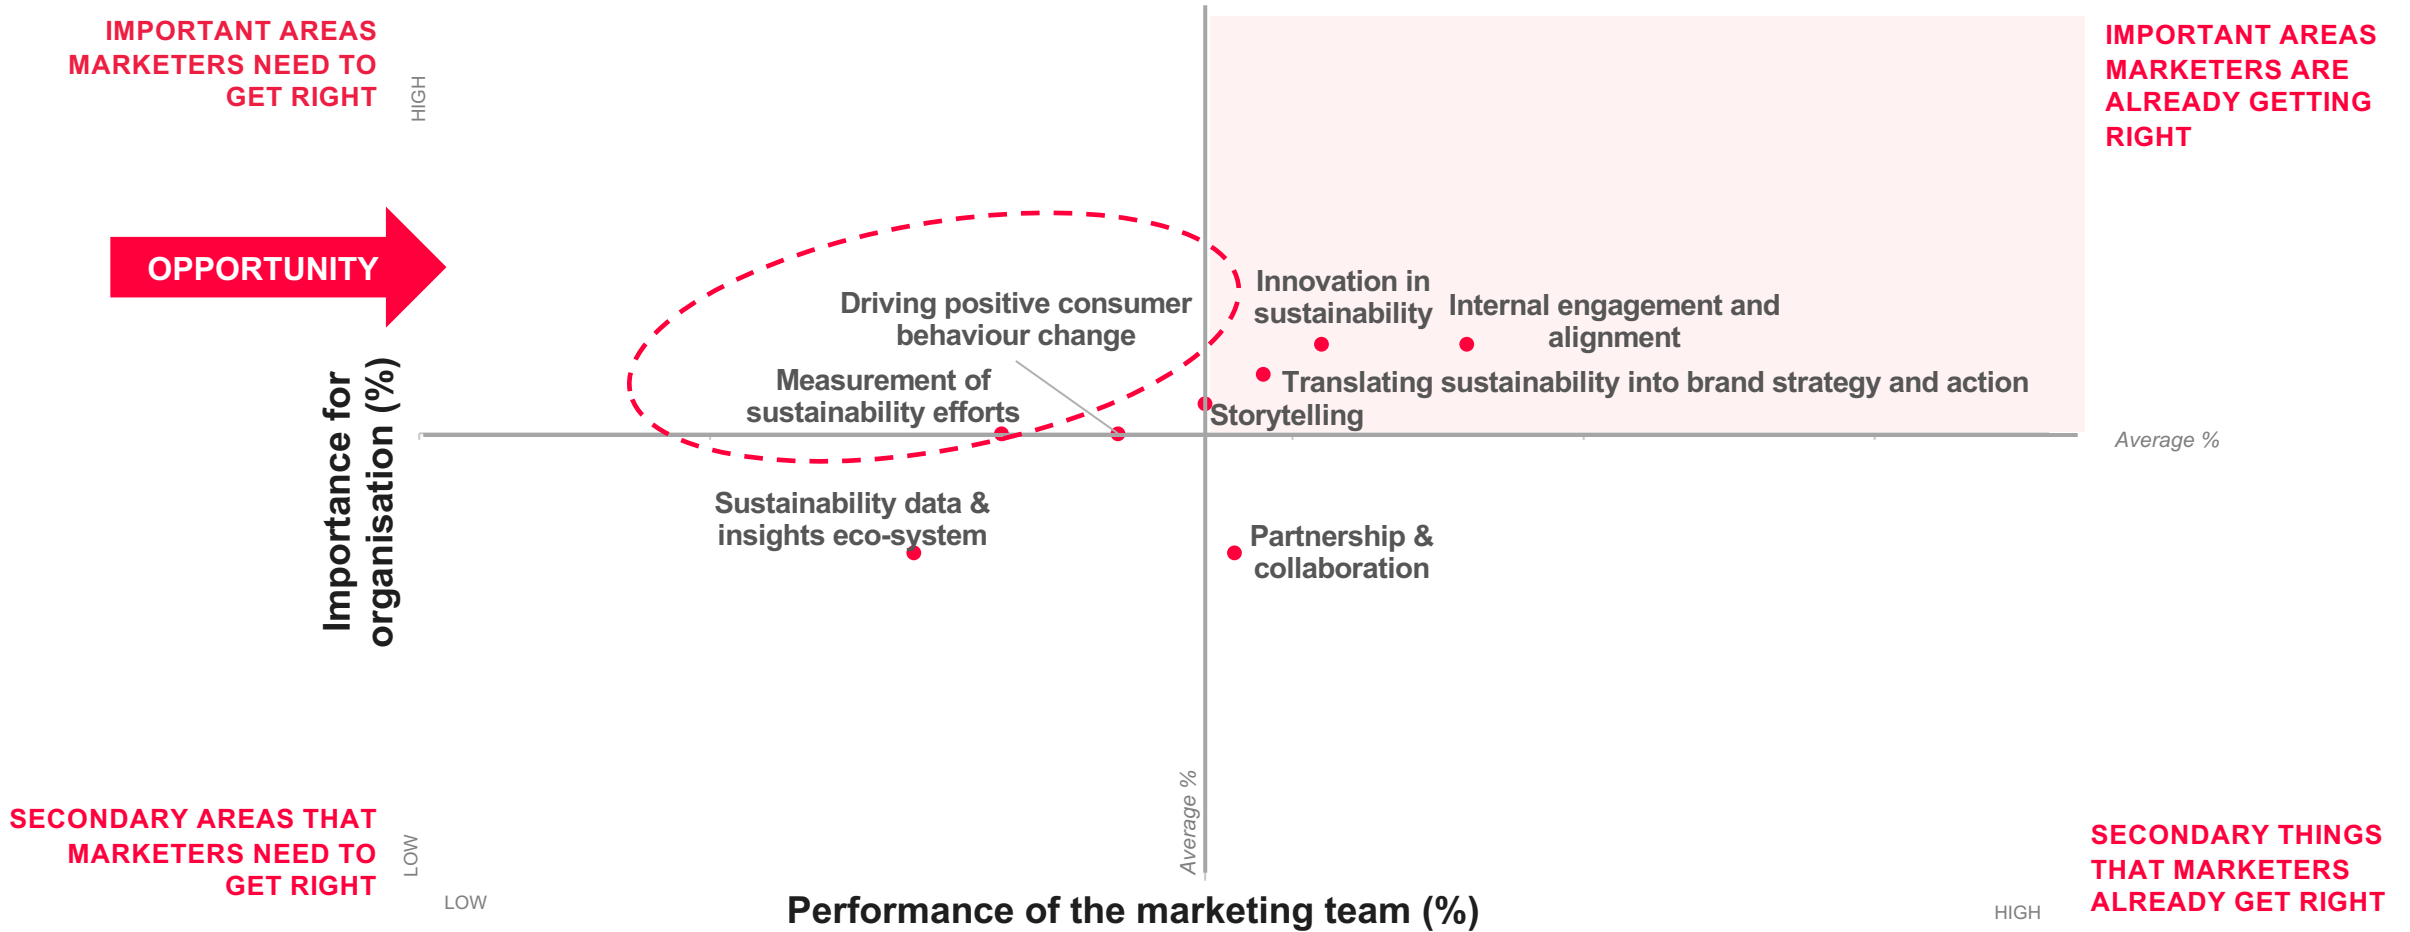 IMPORTANT AREAS
MARKETERS NEED TO
GET RIGHT
HIGH
IMPORTANT AREAS
MARKETERS ARE
ALREADY GETTING
RIGHT
OPPORTUNITY
Innovation in
sustainability
Internal engagement and
alignment
Driving positive consumer
behaviour change
Measurement of
sustainability efforts
Translating sustainability into brand strategy and action
Storytelling
Average %
Importance for
organisation (%)
Sustainability data &
insights eco-system
Partnership &
collaboration
Average %
SECONDARY AREAS THAT
MARKETERS NEED TO
GET RIGHT
LOW
LOW
Performance of the marketing team (%)
HIGH
SECONDARY THINGS
THAT MARKETERS
ALREADY GET RIGHT